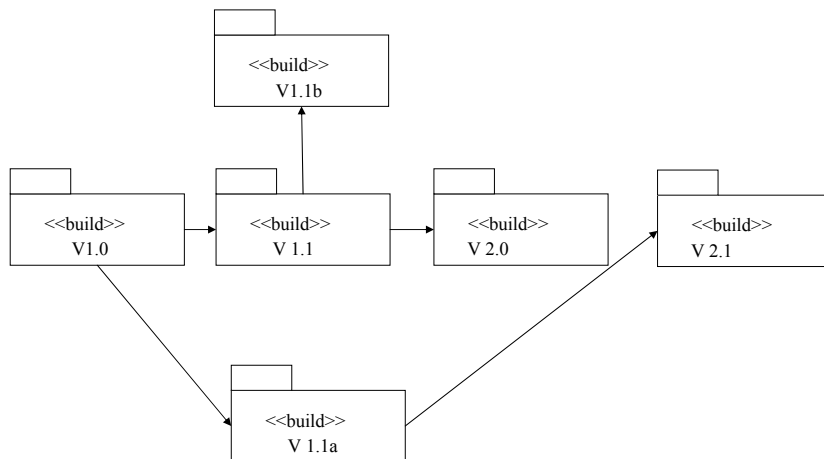 <<build>>
V1.1b
<<build>>
V1.0
<<build>>
V 1.1
<<build>>
V 2.0
<<build>>
V 2.1
<<build>>
V 1.1a